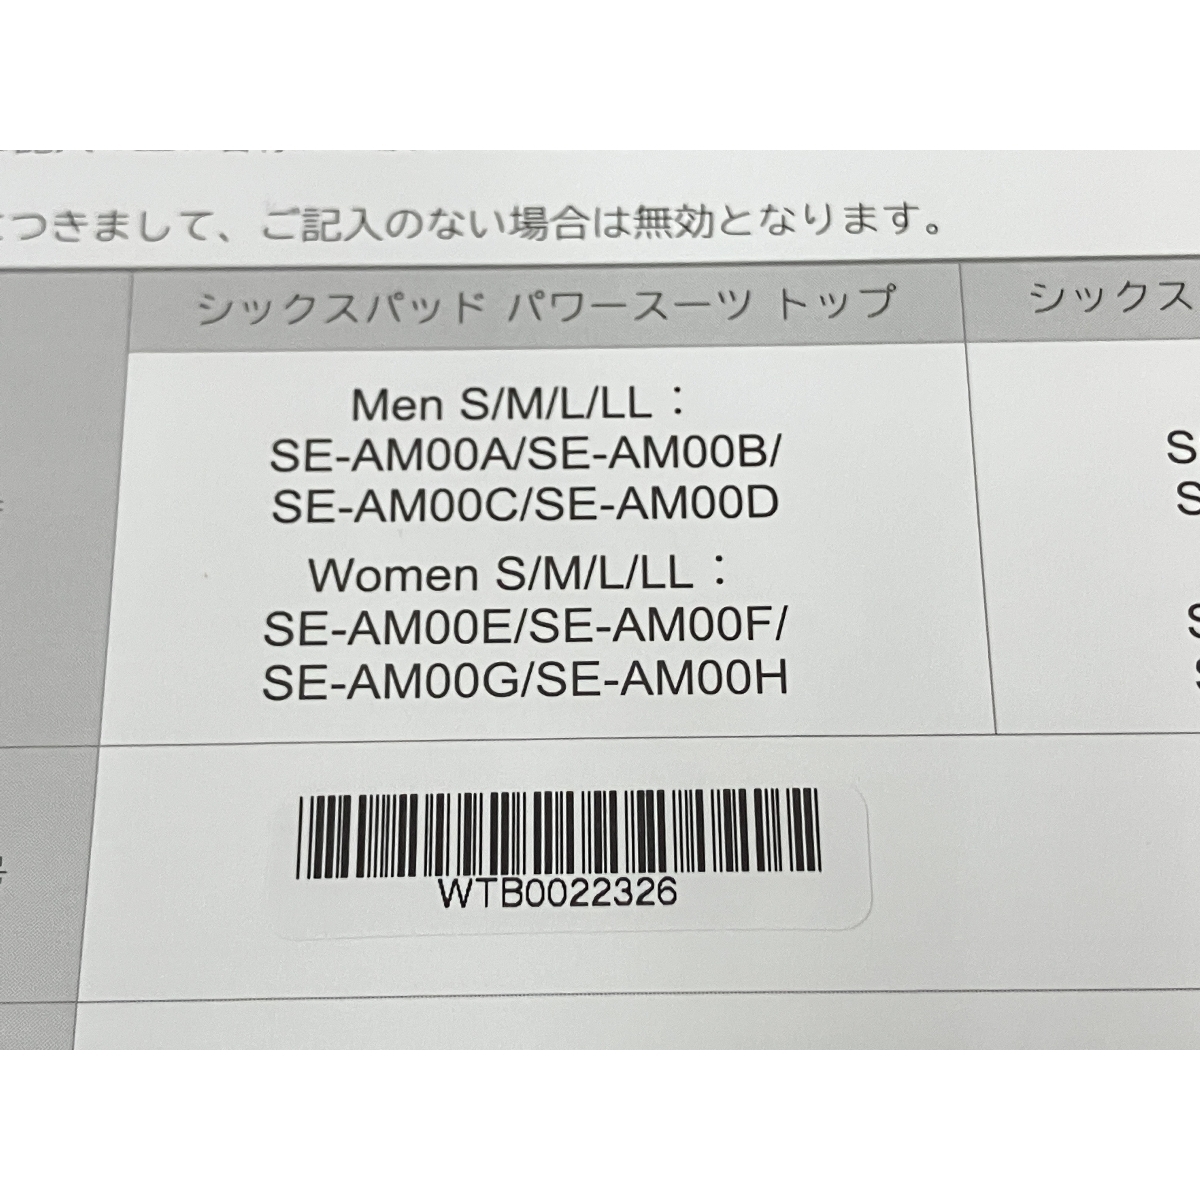 につきまして、ご記入のない場合は無効となります。
シックスパッド パワースーツ トップ
シックス
Men S/M/L/LL：
SE-AM00A/SE-AM00B/
SE-AM00C/SE-AM00D
Women S/M/L/LL：
SE-AM00E/SE-AM00F/
SE-AM00G/SE-AM00H
S
S
S
S
号
WTB0022326